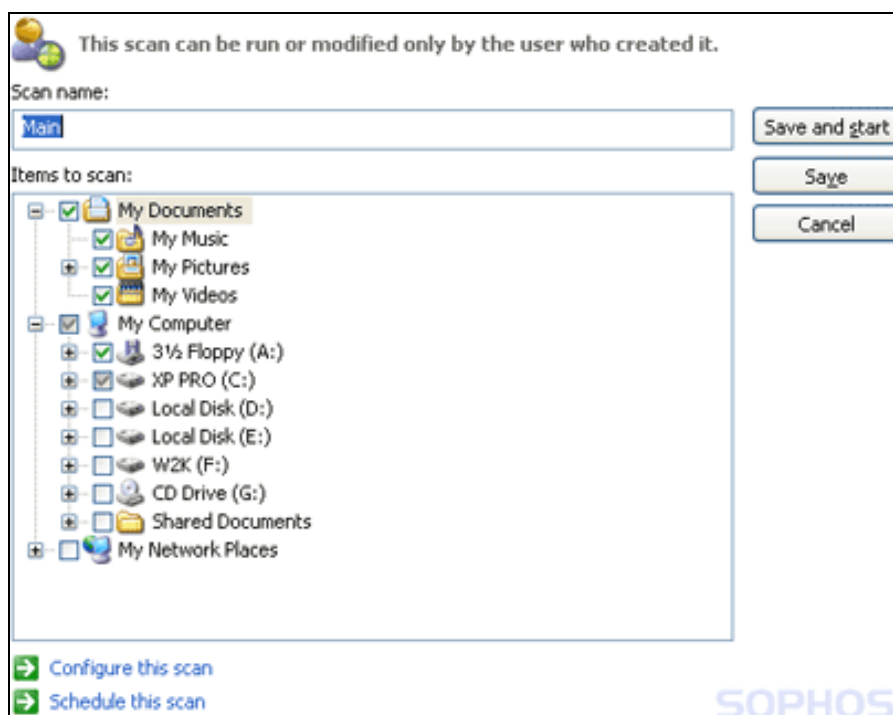 This scan can be run or modified only by the user who created it.
Scan name:
Main
Save and start
Items to scan:
Save
Cancel
My Documents
My Music
My Pictures
My Videos
My Computer
3½ Floppy (A:)
XP PRO (C:)
Local Disk (D:)
Local Disk (E:)
W2K (F:)
CD Drive (G:)
Shared Documents
My Network Places
Configure this scan
Schedule this scan
SOPHOS